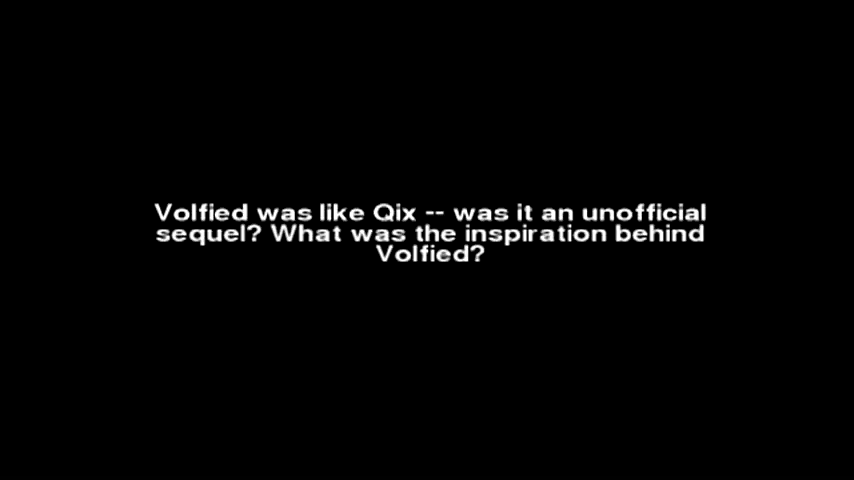 Volfied was like Qix -- was it an unofficial
sequel? What was the inspiration behind
Volfied?